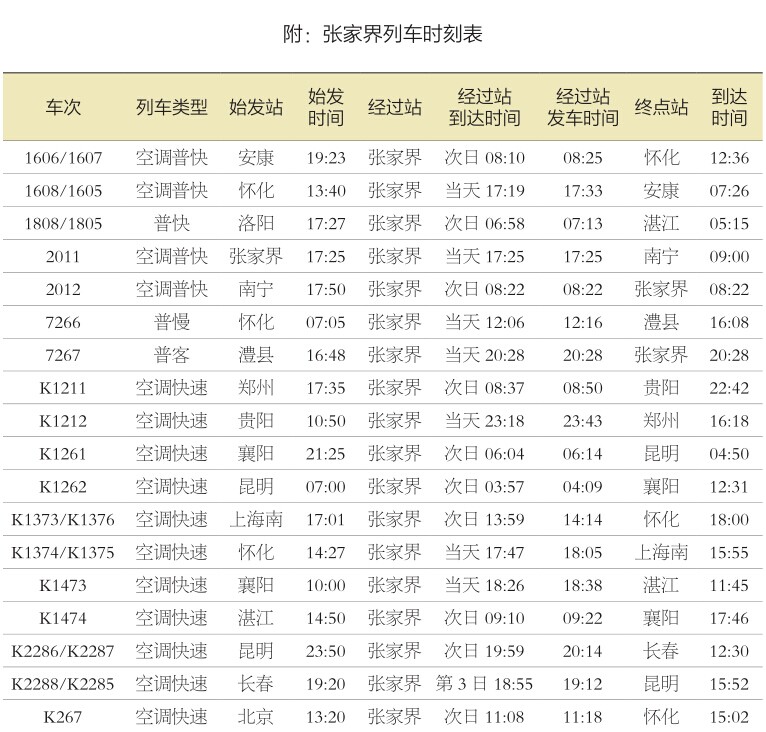 附：张家界列车时刻表
车次 列车类型 始发站 始发时间 经过站 经过站到达时间 经过站发车时间 终点站 到达时间
1606/1607 空调普快 安康 19:23 张家界 次日 08:10 08:25 怀化 12:36
1608/1605 空调普快 怀化 13:40 张家界 当天 17:19 17:33 安康 07:26
1808/1805 普快 洛阳 17:27 张家界 次日 06:58 07:13 湛江 05:15
2011 空调普快 张家界 17:25 张家界 当天 17:25 17:25 南宁 09:00
2012 空调普快 南宁 17:50 张家界 次日 08:22 08:22 张家界 08:22
7266 普慢 怀化 07:05 张家界 当天 12:06 12:16 澧县 16:08
7267 普客 澧县 16:48 张家界 当天 20:28 20:28 张家界 20:28
K1211 空调快速 郑州 17:35 张家界 次日 08:37 08:50 贵阳 22:42
K1212 空调快速 贵阳 10:50 张家界 当天 23:18 23:43 郑州 16:18
K1261 空调快速 襄阳 21:25 张家界 次日 06:04 06:14 昆明 04:50
K1262 空调快速 昆明 07:00 张家界 次日 03:57 04:09 襄阳 12:31
K1373/K1376 空调快速 上海南 17:01 张家界 次日 13:59 14:14 怀化 18:00
K1374/K1375 空调快速 怀化 14:27 张家界 当天 17:47 18:05 上海南 15:55
K1473 空调快速 襄阳 10:00 张家界 当天 18:26 18:38 湛江 11:45
K1474 空调快速 湛江 14:50 张家界 次日 09:10 09:22 襄阳 17:46
K2286/K2287 空调快速 昆明 23:50 张家界 次日 19:59 20:14 长春 12:30
K2288/K2285 空调快速 长春 19:20 张家界 第 3 日 18:55 19:12 昆明 15:52
K267 空调快速 北京 13:20 张家界 次日 11:08 11:18 怀化 15:02